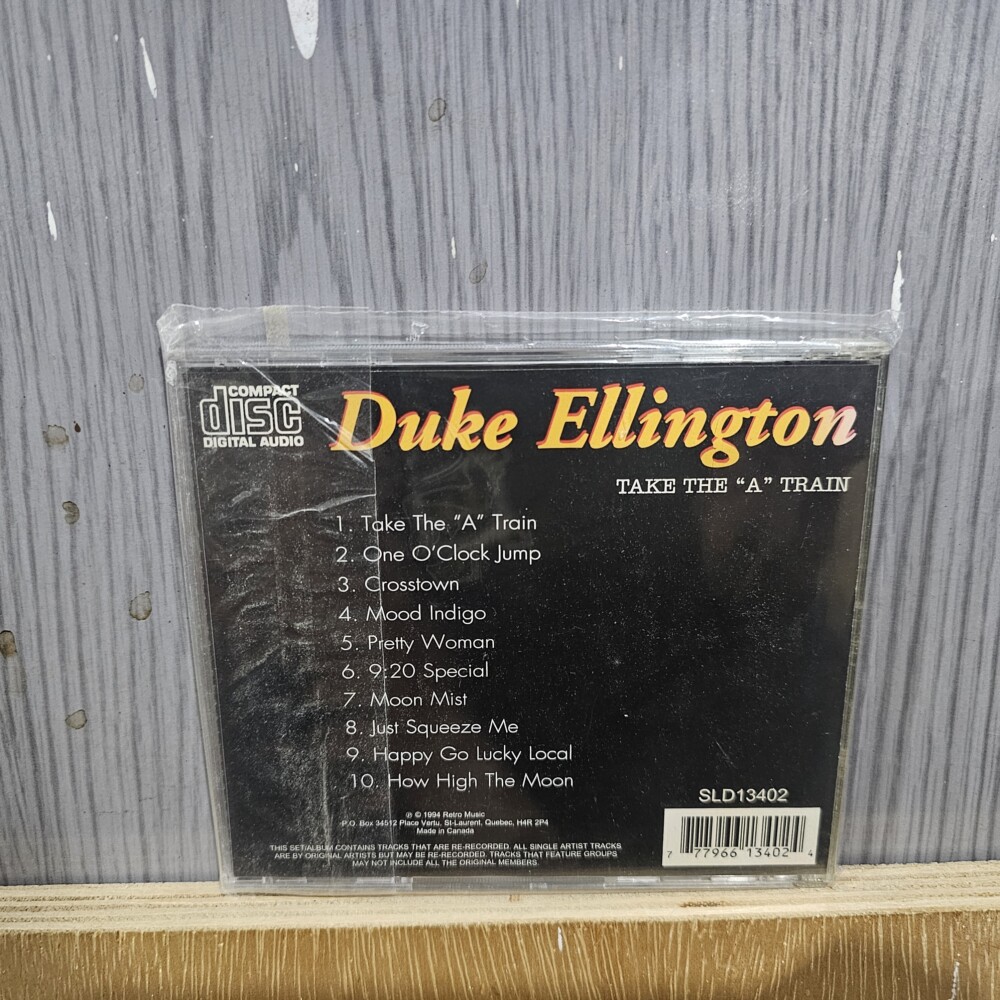 COMPACT
disc
DIGITAL AUDIO
Duke Ellington
TAKE THE “A” TRAIN
1. Take The “A” Train
2. One O’Clock Jump
3. Crosstown
4. Mood Indigo
5. Pretty Woman
6. 9:20 Special
7. Moon Mist
8. Just Squeeze Me
9. Happy Go Lucky Local
10. How High The Moon
SLD13402
7 77966 13402 4
℗ © 1994 Retro Music
P.O. Box 34512 Place Vertu, St-Laurent, Quebec, H4R 2P4
Made in Canada
THIS SET/ALBUM CONTAINS TRACKS THAT ARE RE-RECORDED. ALL SINGLE ARTIST TRACKS
ARE BY ORIGINAL ARTISTS BUT MAY BE RE-RECORDED. TRACKS THAT FEATURE GROUPS
MAY NOT INCLUDE ALL THE ORIGINAL MEMBERS.